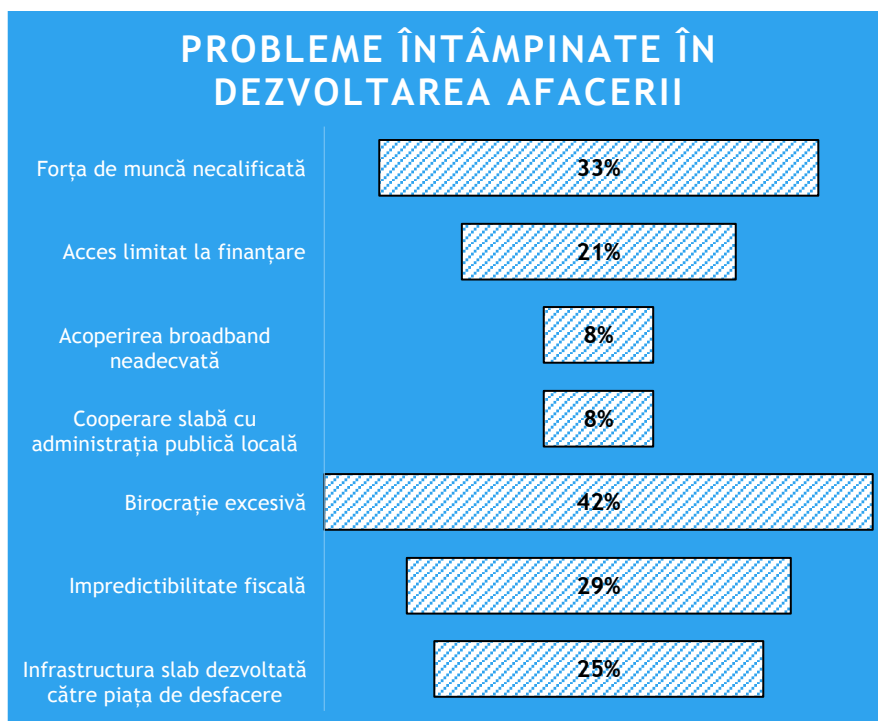 PROBLEME ÎNTÂMPINATE ÎN
DEZVOLTAREA AFACERII
Forța de muncă necalificată
33%
Acces limitat la finanțare
21%
Acoperirea broadband
neadecvată
8%
Cooperare slabă cu
administrația publică locală
8%
Birocrație excesivă
42%
Impredictibilitate fiscală
29%
Infrastructura slab dezvoltată
către piața de desfacere
25%